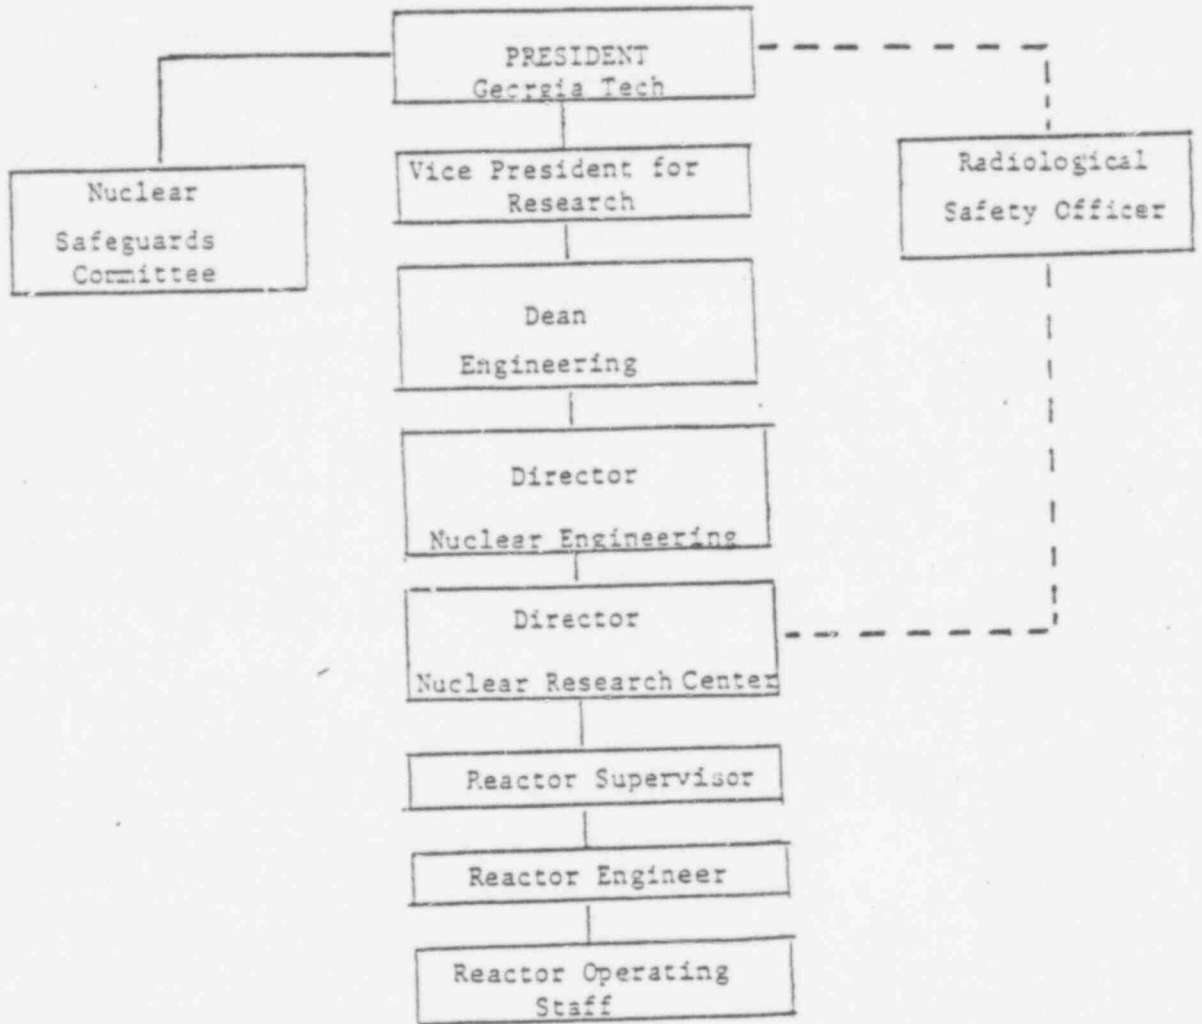 PRESIDENT
Georgia Tech
Nuclear
Safeguards
Committee
Vice President for
Research
Radiological
Safety Officer
Dean
Engineering
Director
Nuclear Engineering
Director
Nuclear Research Center
Reactor Supervisor
Reactor Engineer
Reactor Operating
Staff